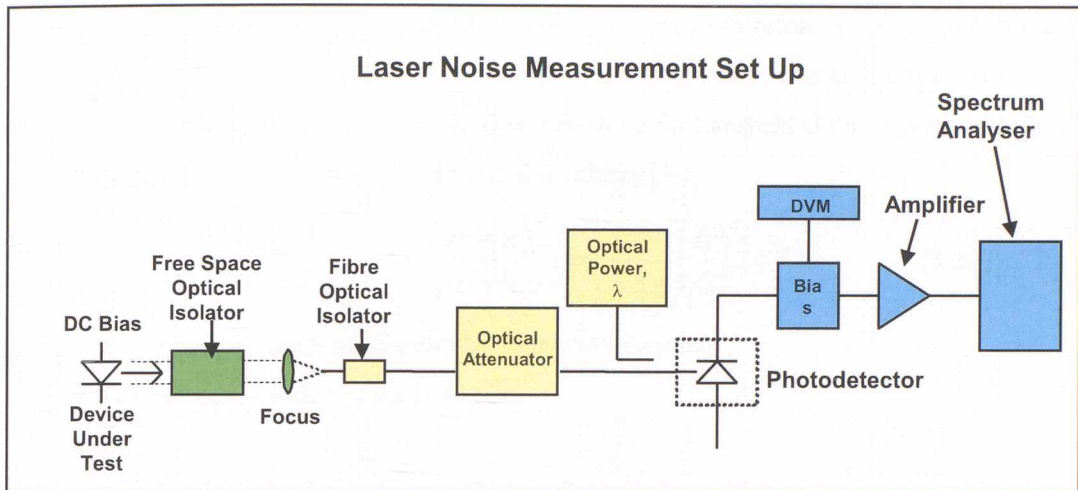 Laser Noise Measurement Set Up
Spectrum
Analyser
DVM
Amplifier
Optical
Power,
λ
Bia
s
Free Space
Optical
Isolator
Fibre
Optical
Isolator
DC Bias
Optical
Attenuator
Photodetector
Focus
Device
Under
Test